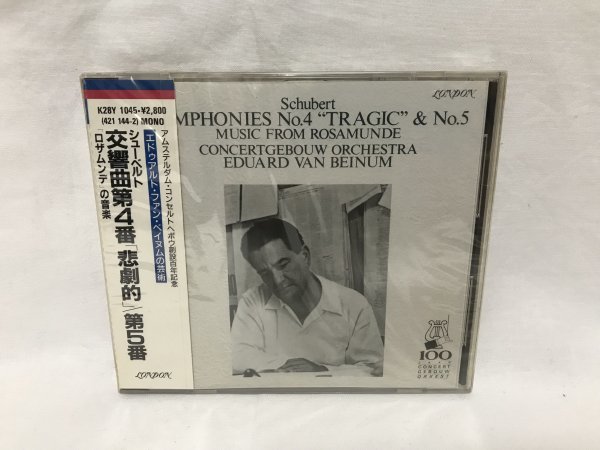 K28Y 1045・¥2,800
(421 144-2) MONO
アムステルダム・コンセルトヘボウ創設百年記念
エドゥアルト・ファン・ベイヌムの芸術
シューベルト
交響曲第4番「悲劇的」/第5番
「ロザムンデ」の音楽
LONDON
LONDON
Schubert
MPHONIES No.4 “TRAGIC” & No.5
MUSIC FROM ROSAMUNDE
CONCERTGEBOUW ORCHESTRA
EDUARD VAN BEINUM
100
JAAR
CONCERT
GEBOUW
ORKEST